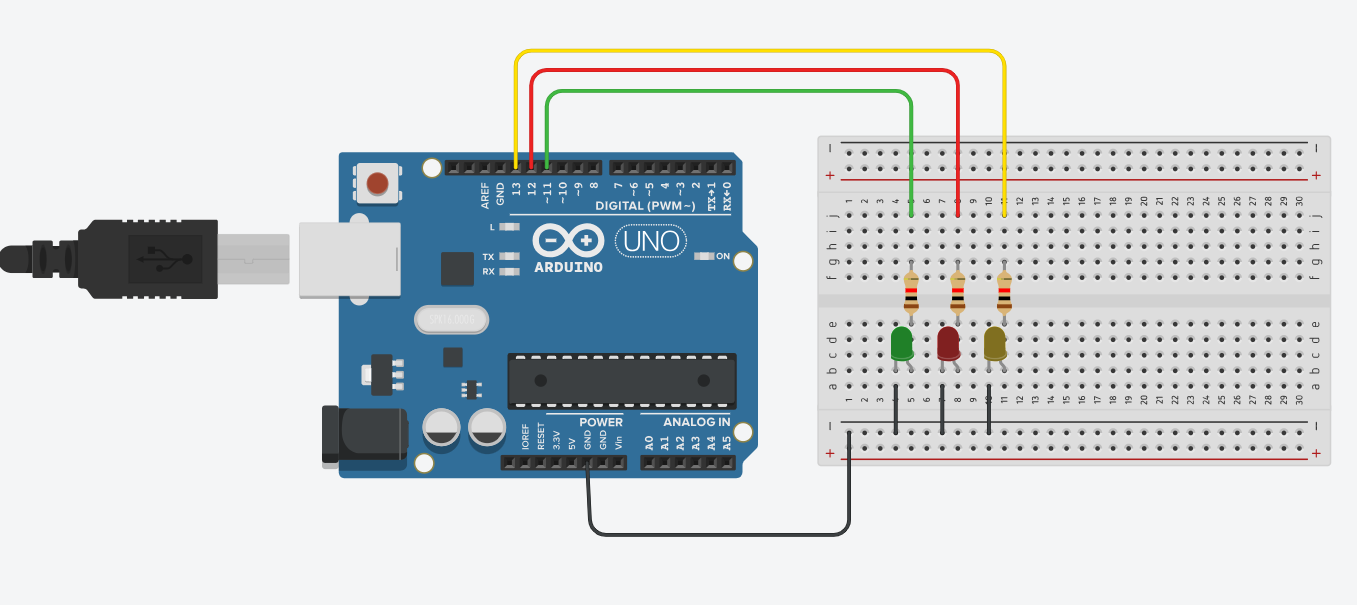 AREF
GND
13
12
~11
~10
~9
8
7
~6
~5
4
~3
2
TX→1
RX←0
DIGITAL (PWM~)
L
TX
RX
UNO
ARDUINO
ON
POWER
ANALOG IN
IOREF
RESET
3.3V
5V
GND
GND
Vin
A0
A1
A2
A3
A4
A5
− −
+ +
1 2 3 4 5 6 7 8 9 10 11 12 13 14 15 16 17 18 19 20 21 22 23 24 25 26 27 28 29 30
j j
i i
h h
g g
f f
e e
d d
c c
b b
a a
1 2 3 4 5 6 7 8 9 10 11 12 13 14 15 16 17 18 19 20 21 22 23 24 25 26 27 28 29 30
− −
+ +